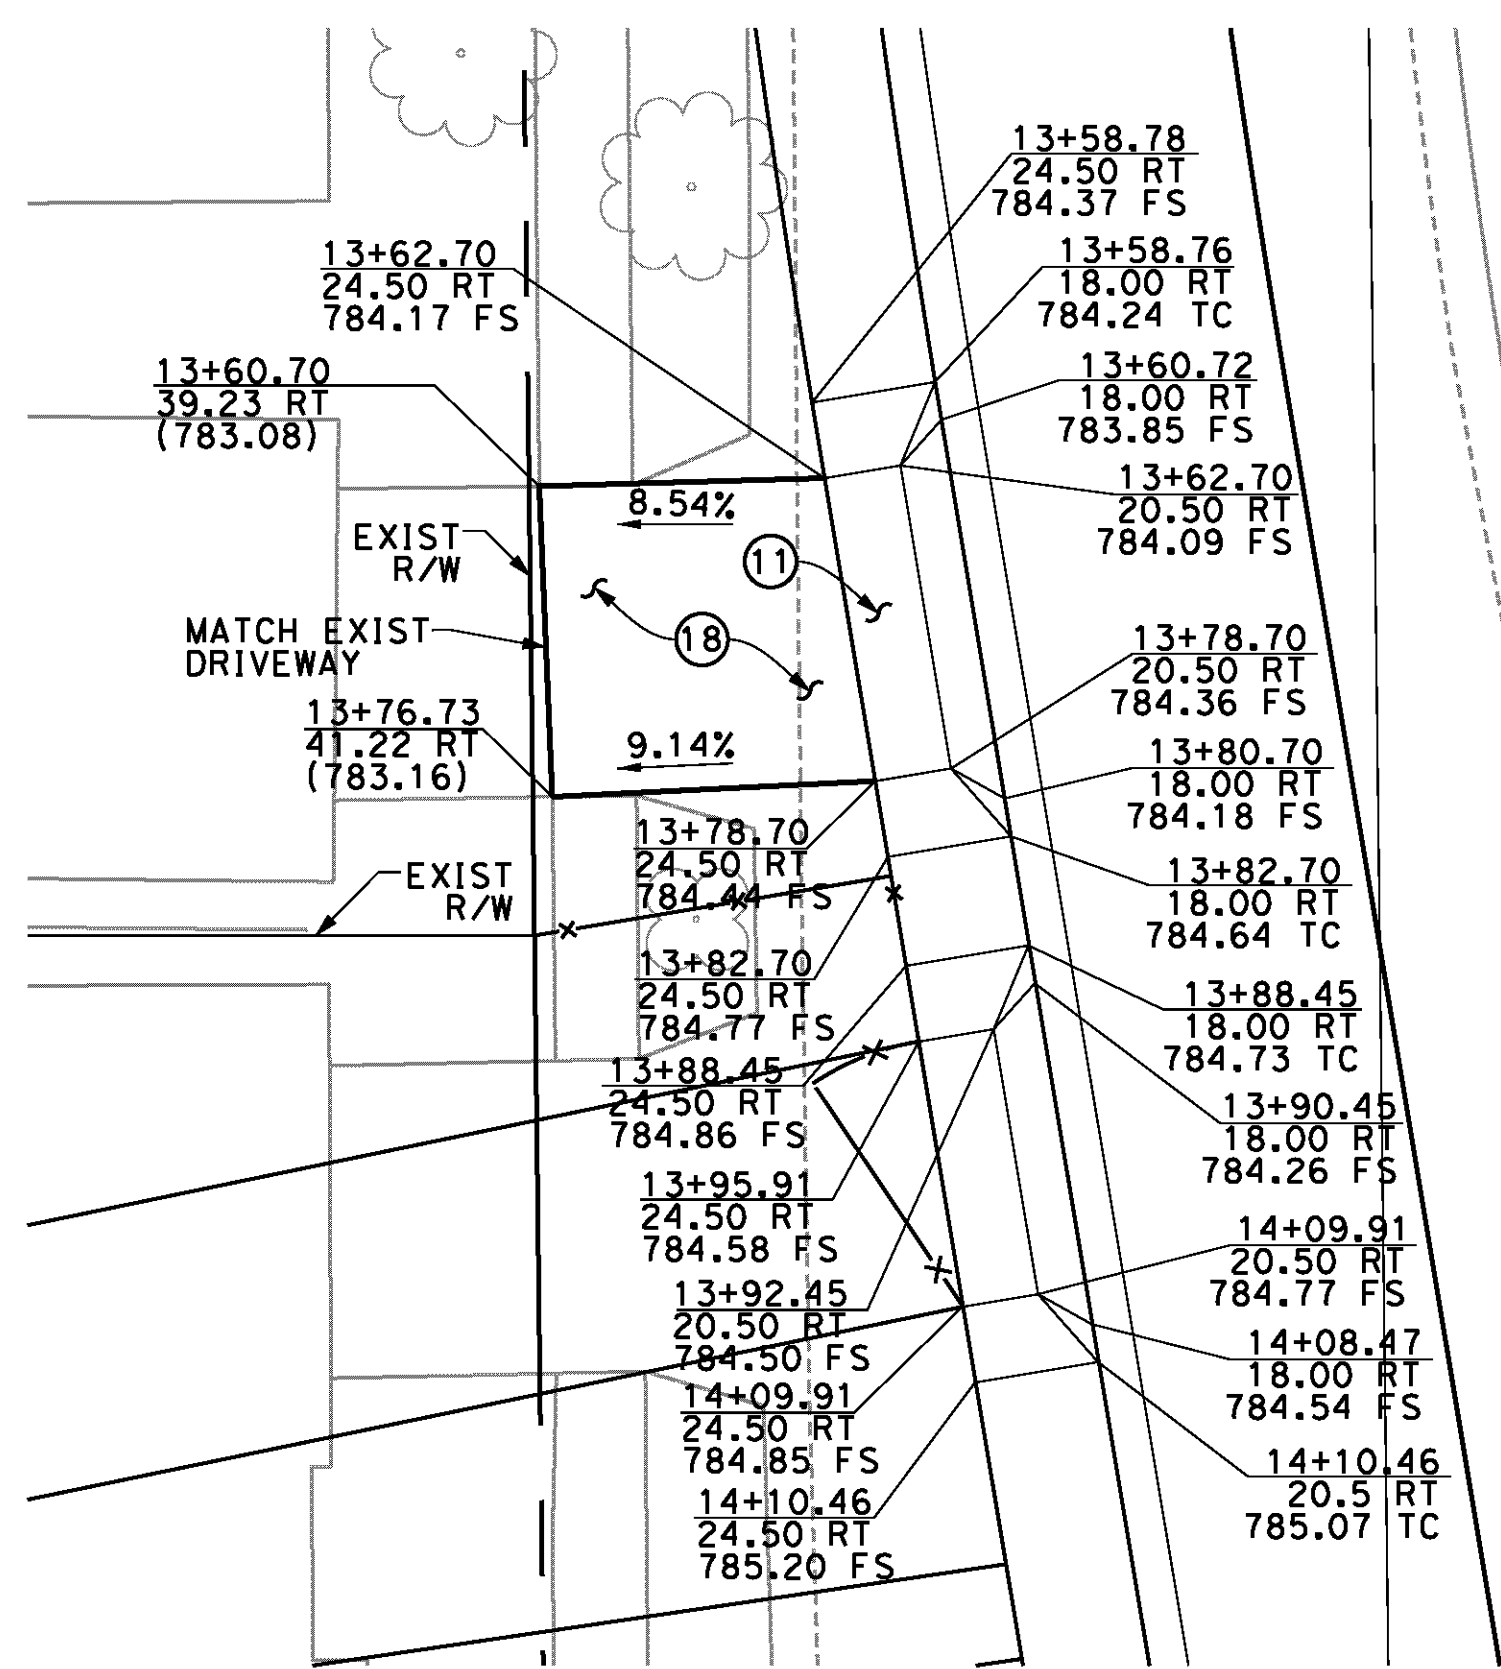 13+58.78
24.50 RT
784.37 FS
13+62.70
24.50 RT
784.17 FS
13+58.76
18.00 RT
784.24 TC
13+60.70
39.23 RT
(783.08)
13+60.72
18.00 RT
783.85 FS
13+62.70
20.50 RT
784.09 FS
8.54%
EXIST
R/W
11
18
MATCH EXIST
DRIVEWAY
13+78.70
20.50 RT
784.36 FS
13+76.73
41.22 RT
(783.16)
9.14%
13+80.70
18.00 RT
784.18 FS
13+78.70
24.50 RT
784.44 FS
EXIST
R/W
13+82.70
18.00 RT
784.64 TC
13+82.70
24.50 RT
784.77 FS
13+88.45
18.00 RT
784.73 TC
13+88.45
24.50 RT
784.86 FS
13+90.45
18.00 RT
784.26 FS
13+95.91
24.50 RT
784.58 FS
14+09.91
20.50 RT
784.77 FS
13+92.45
20.50 RT
784.50 FS
14+08.47
18.00 RT
784.54 FS
14+09.91
24.50 RT
784.85 FS
14+10.46
20.5 RT
785.07 TC
14+10.46
24.50 RT
785.20 FS